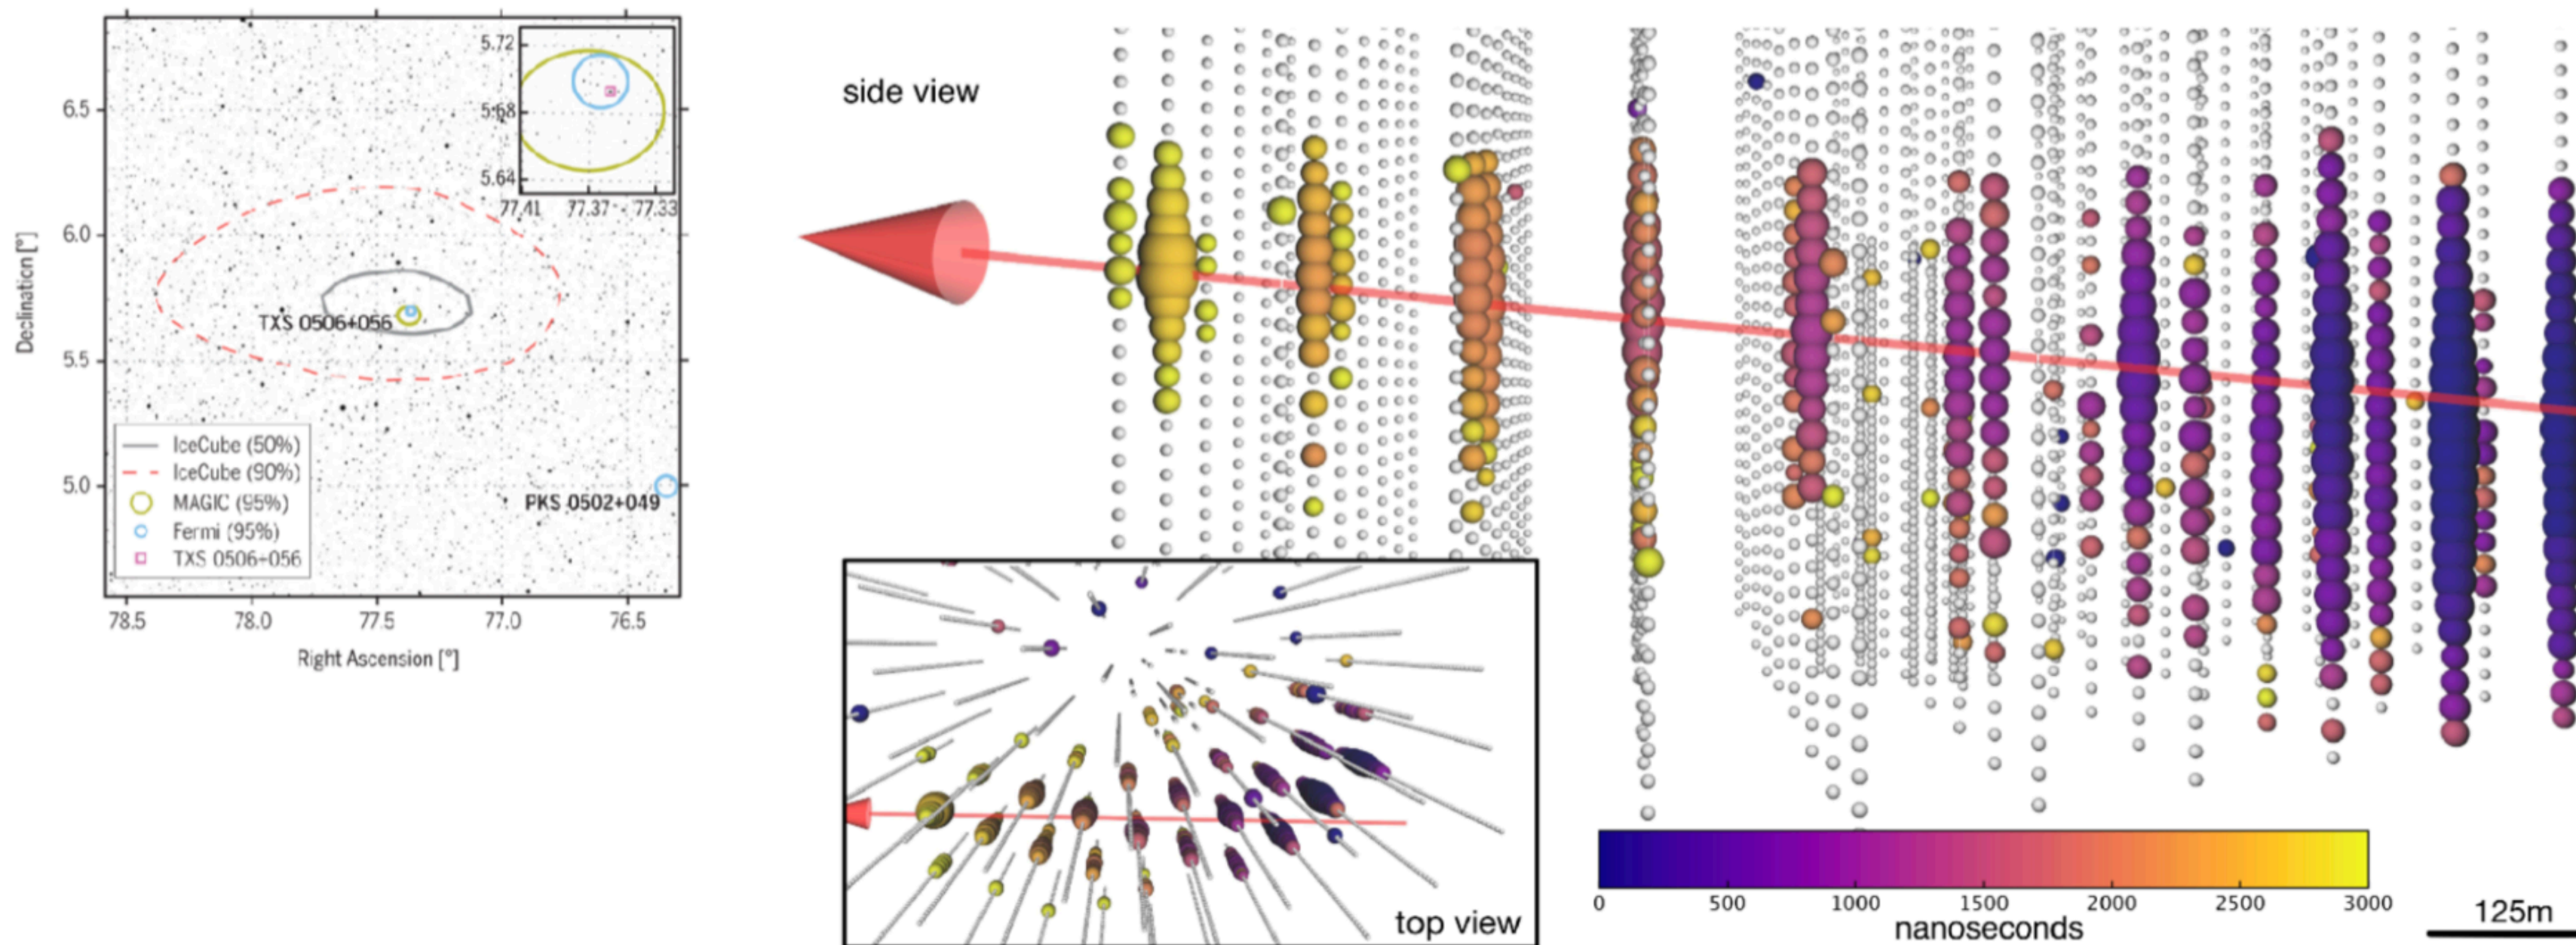 5.72
5.68
5.64
77.41 77.37 77.33
6.5
6.0
5.5
5.0
Declination [°]
TXS 0506+056
PKS 0502+049
IceCube (50%)
IceCube (90%)
MAGIC (95%)
Fermi (95%)
TXS 0506+056
78.5 78.0 77.5 77.0 76.5
Right Ascension [°]
side view
top view
0 500 1000 1500 2000 2500 3000
nanoseconds
125m